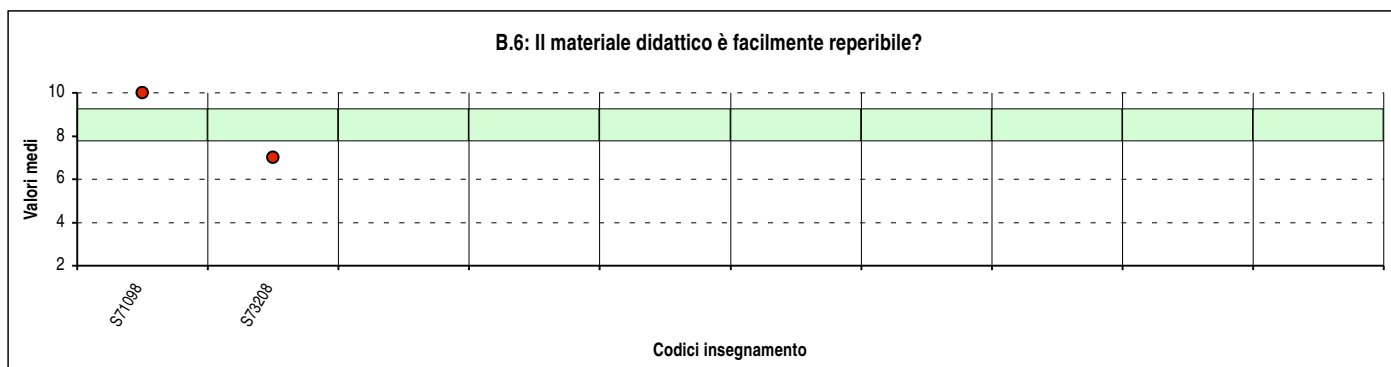 B.6: Il materiale didattico è facilmente reperibile?
Valori medi
10
8
6
4
2
S71098
S73208
Codici insegnamento